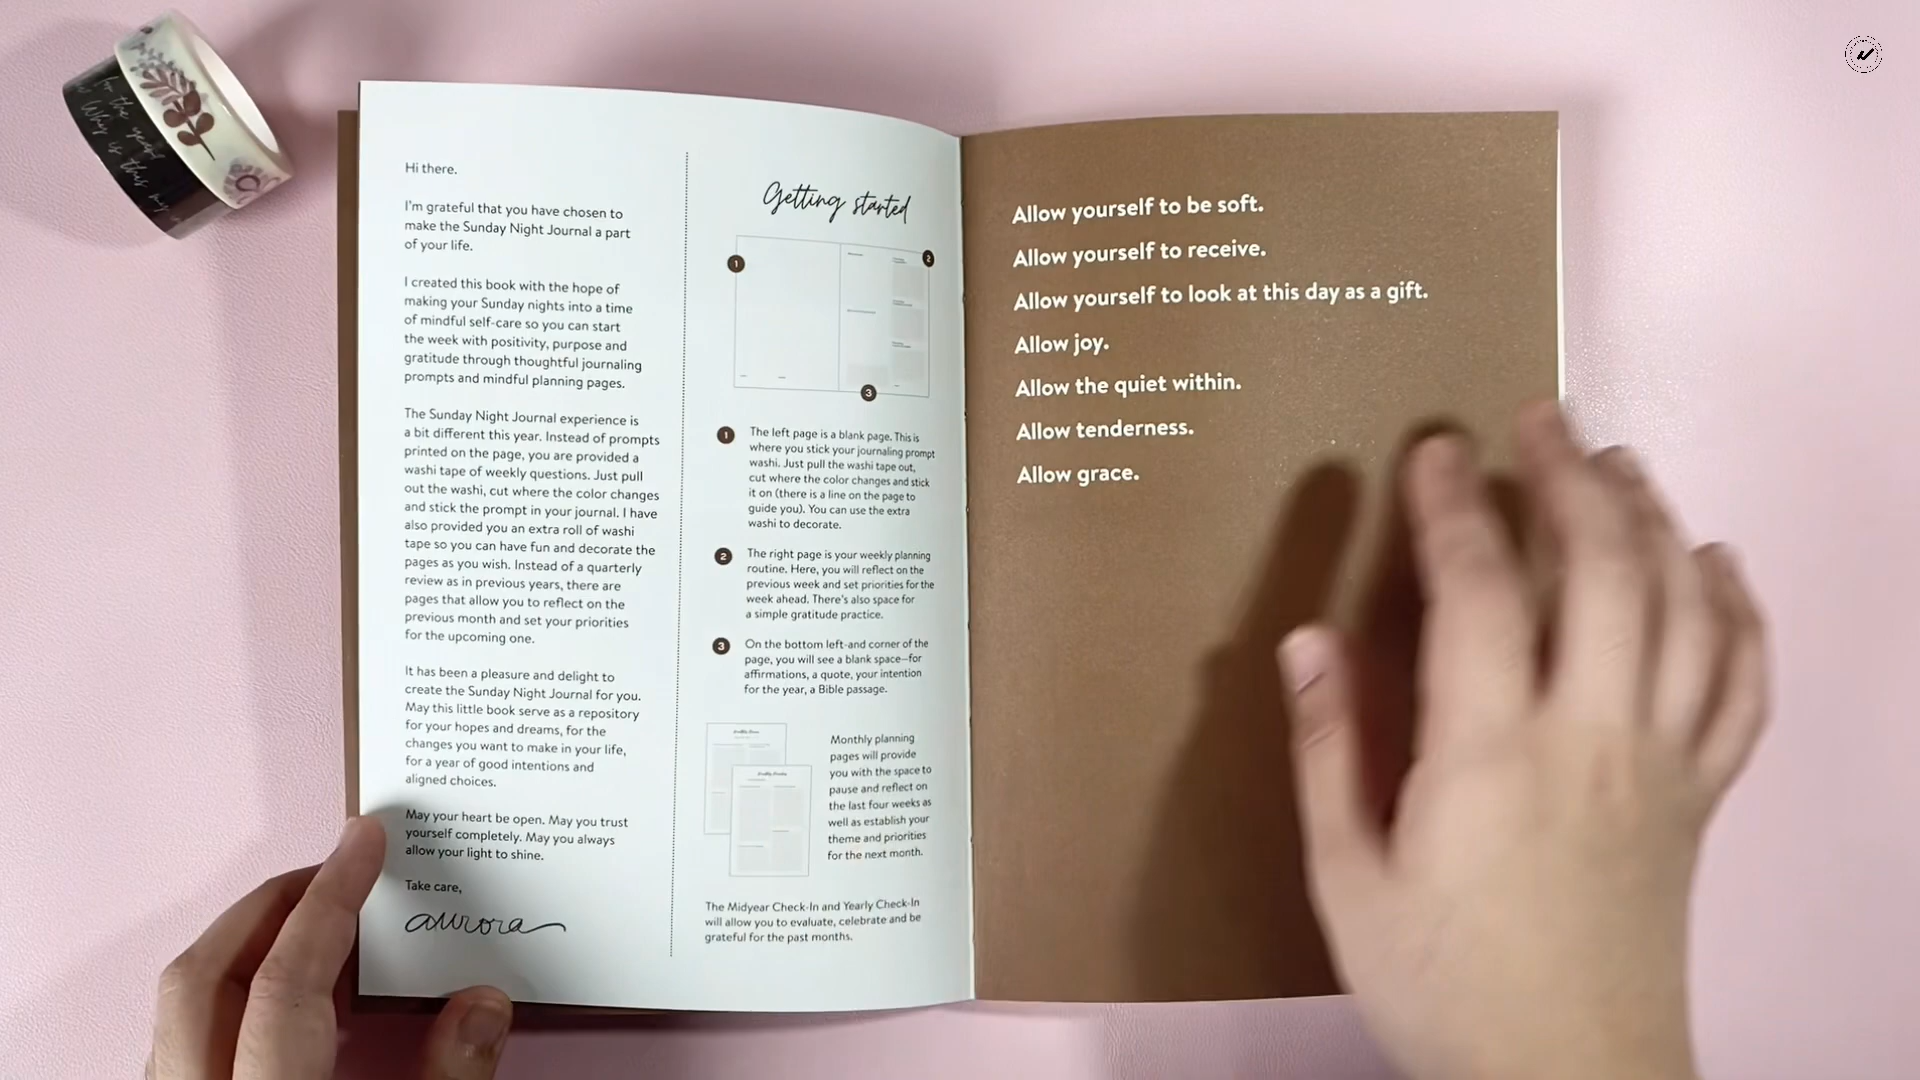 for the years
Why is this my
Hi there.
I'm grateful that you have chosen to
make the Sunday Night Journal a part
of your life.
I created this book with the hope of
making your Sunday nights into a time
of mindful self-care so you can start
the week with positivity, purpose and
gratitude through thoughtful journaling
prompts and mindful planning pages.
The Sunday Night Journal experience is
a bit different this year. Instead of prompts
printed on the page, you are provided a
washi tape of weekly questions. Just pull
out the washi, cut where the color changes
and stick the prompt in your journal. I have
also provided you an extra roll of washi
tape so you can have fun and decorate the
pages as you wish. Instead of a quarterly
review as in previous years, there are
pages that allow you to reflect on the
previous month and set your priorities
for the upcoming one.
It has been a pleasure and delight to
create the Sunday Night Journal for you.
May this little book serve as a repository
for your hopes and dreams, for the
changes you want to make in your life,
for a year of good intentions and
aligned choices.
May your heart be open. May you trust
yourself completely. May you always
allow your light to shine.
Take care,
aurora
Getting started
1
2
3
1 The left page is a blank page. This is
where you stick your journaling prompt
washi. Just pull the washi tape out,
cut where the color changes and stick
it on (there is a line on the page to
guide you). You can use the extra
washi to decorate.
2 The right page is your weekly planning
routine. Here, you will reflect on the
previous week and set priorities for the
week ahead. There's also space for
a simple gratitude practice.
3 On the bottom left-and corner of the
page, you will see a blank space—for
affirmations, a quote, your intention
for the year, a Bible passage.
Monthly planning
pages will provide
you with the space to
pause and reflect on
the last four weeks as
well as establish your
theme and priorities
for the next month.
The Midyear Check-In and Yearly Check-In
will allow you to evaluate, celebrate and be
grateful for the past months.
Allow yourself to be soft.
Allow yourself to receive.
Allow yourself to look at this day as a gift.
Allow joy.
Allow the quiet within.
Allow tenderness.
Allow grace.